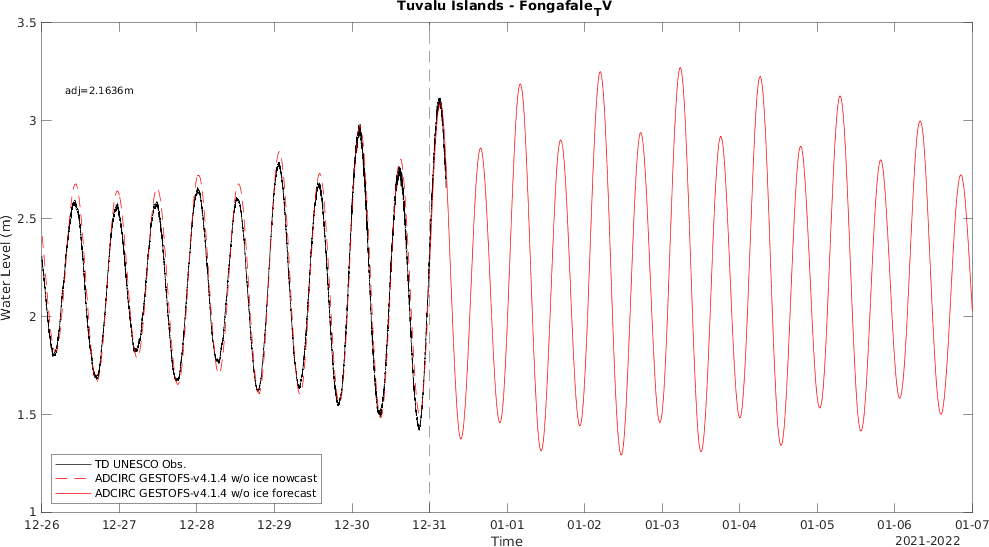 Tuvalu Islands - Fongafale_TV
3.5
adj=2.1636m
3
2.5
Water Level (m)
2
1.5
TD UNESCO Obs.
ADCIRC GESTOFS-v4.1.4 w/o ice nowcast
ADCIRC GESTOFS-v4.1.4 w/o ice forecast
1
12-26 12-27 12-28 12-29 12-30 12-31 01-01 01-02 01-03 01-04 01-05 01-06 01-07
Time
2021-2022